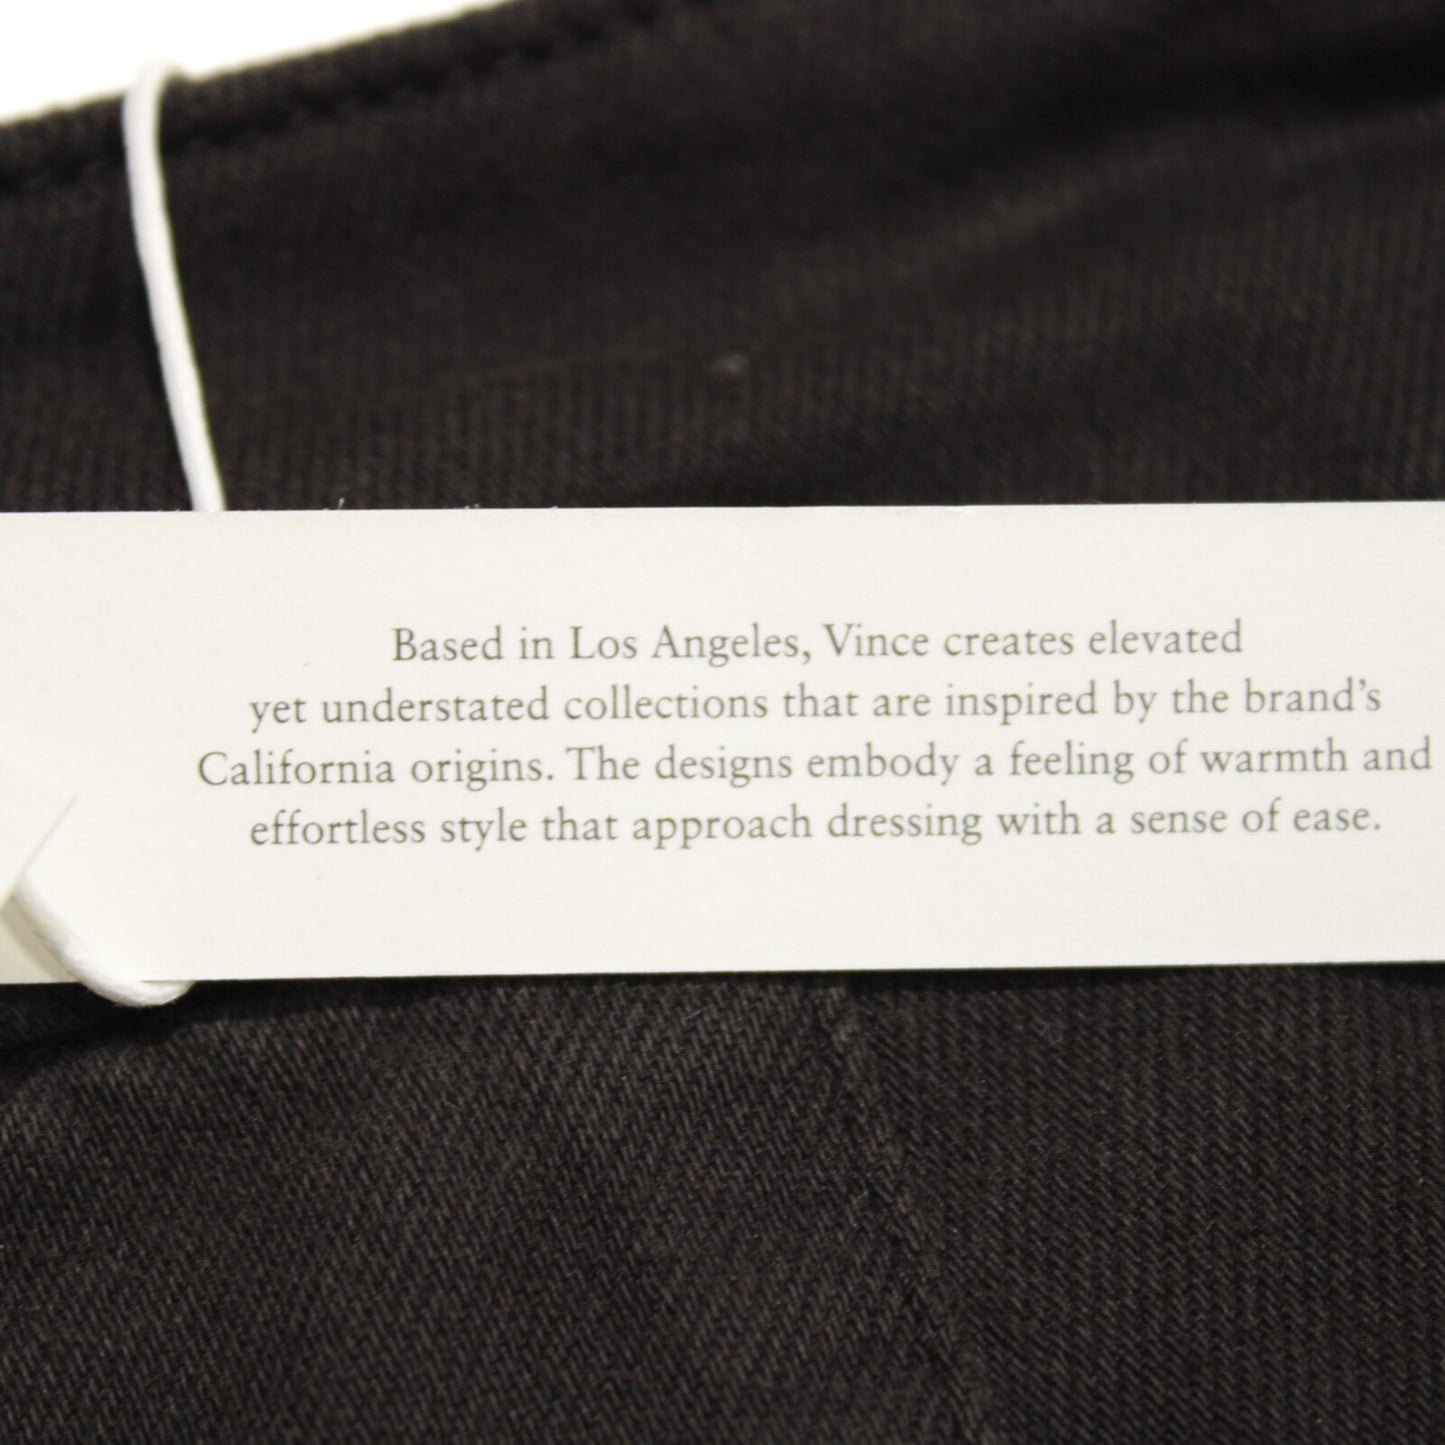 Based in Los Angeles, Vince creates elevated
yet understated collections that are inspired by the brand’s
California origins. The designs embody a feeling of warmth and
effortless style that approach dressing with a sense of ease.